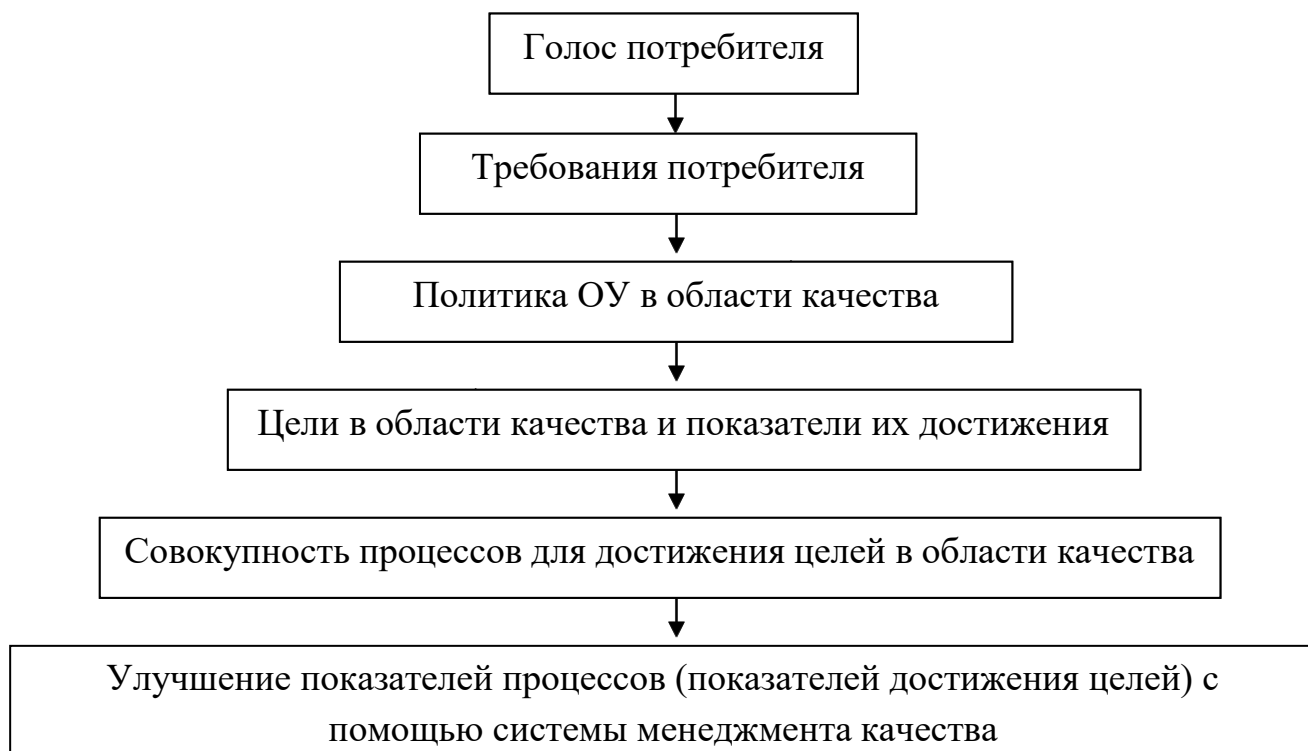 Голос потребителя
Требования потребителя
Политика ОУ в области качества
Цели в области качества и показатели их достижения
Совокупность процессов для достижения целей в области качества
Улучшение показателей процессов (показателей достижения целей) с
помощью системы менеджмента качества